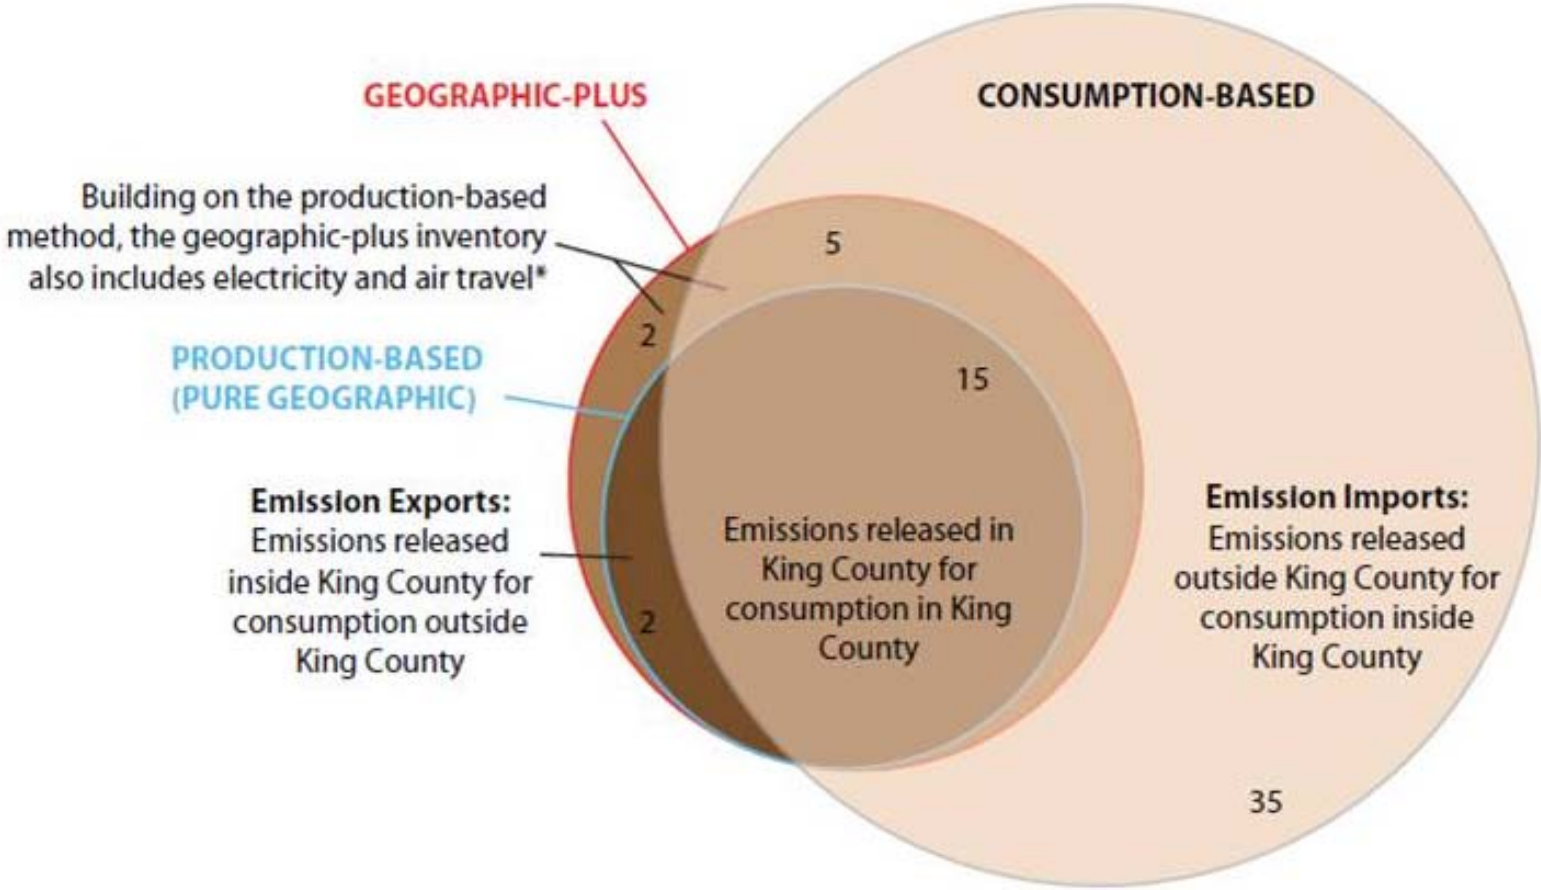 GEOGRAPHIC-PLUS
CONSUMPTION-BASED
Building on the production-based
method, the geographic-plus inventory
also includes electricity and air travel*
5
2
PRODUCTION-BASED
(PURE GEOGRAPHIC)
15
Emission Exports:
Emissions released
inside King County for
consumption outside
King County
2
Emissions released in
King County for
consumption in King
County
Emission Imports:
Emissions released
outside King County for
consumption inside
King County
35